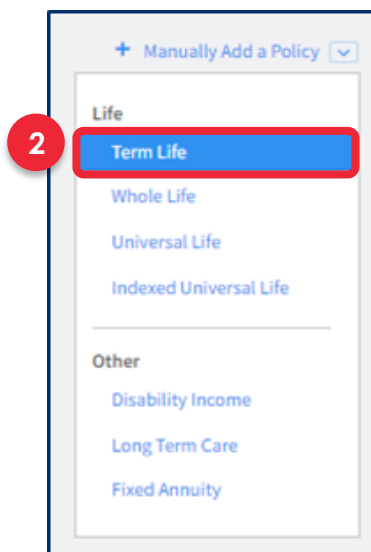 + Manually Add a Policy
Life
2
Term Life
Whole Life
Universal Life
Indexed Universal Life
Other
Disability Income
Long Term Care
Fixed Annuity